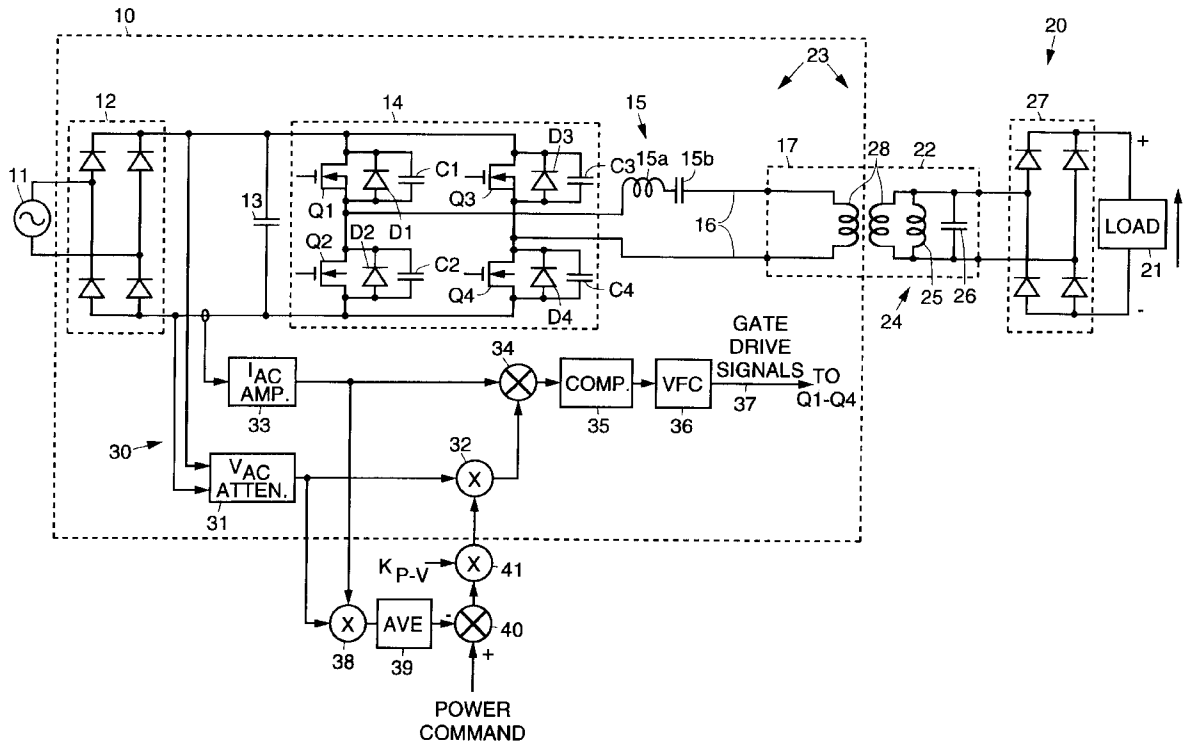 10
20
23
12
14
15
27
11
D3
17
28
22
15a
15b
C1
C3
+
Q1
Q3
13
16
LOAD
21
D2
D1
Q2
C2
Q4
C4
D4
25
26
24
-
GATE
DRIVE
SIGNALS
TO
Q1-Q4
37
34
I AC
AMP.
33
COMP.
35
VFC
36
30
32
X
V AC
ATTEN.
31
K P-V
X
41
X
38
AVE
39
-
40
+
POWER
COMMAND